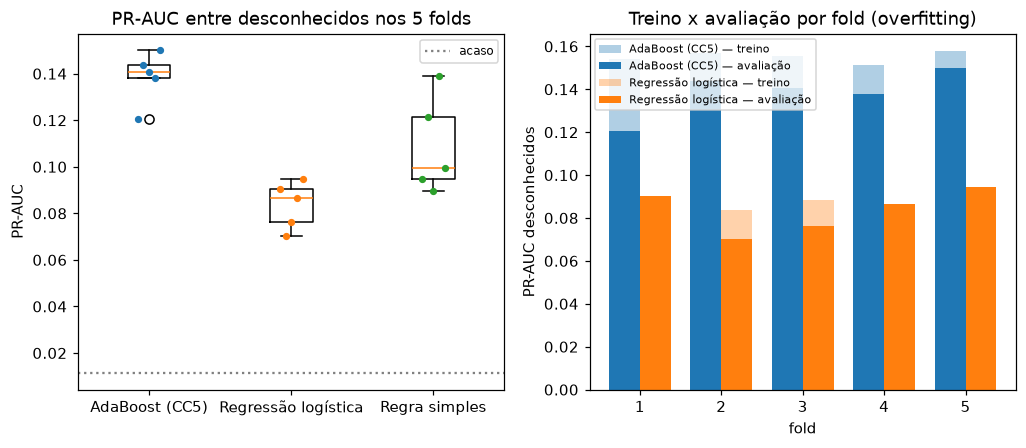 PR-AUC entre desconhecidos nos 5 folds
acaso
PR-AUC
0.14
0.12
0.10
0.08
0.06
0.04
0.02
AdaBoost (CC5)
Regressão logística
Regra simples
Treino x avaliação por fold (overfitting)
AdaBoost (CC5) — treino
AdaBoost (CC5) — avaliação
Regressão logística — treino
Regressão logística — avaliação
PR-AUC desconhecidos
0.16
0.14
0.12
0.10
0.08
0.06
0.04
0.02
0.00
1
2
3
4
5
fold